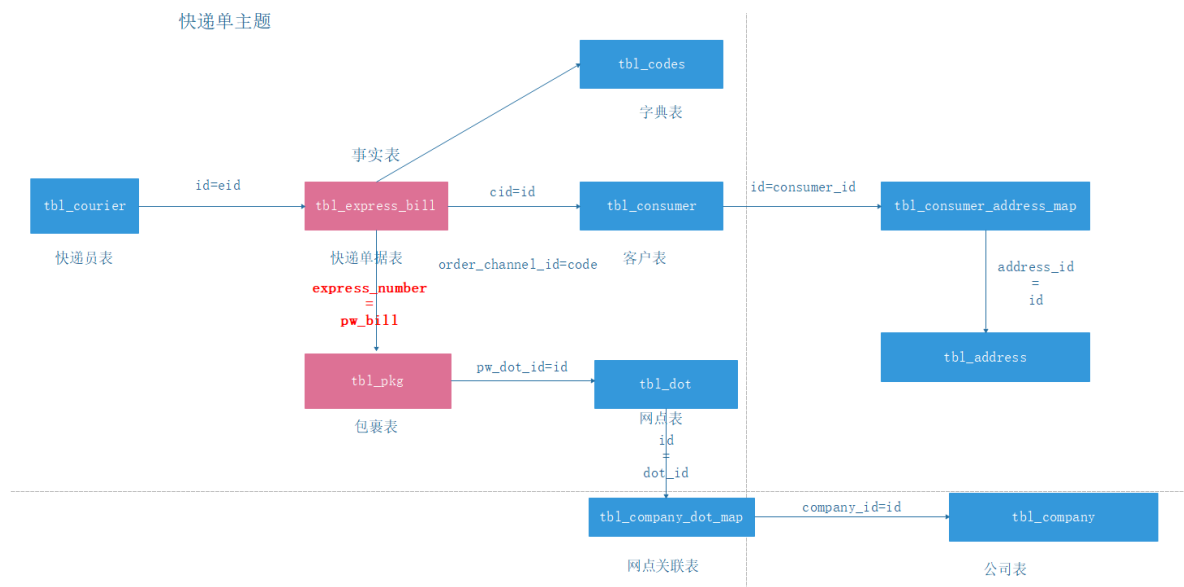 快递单主题
tbl_codes
字典表
事实表
id=eid
cid=id
id=consumer_id
tbl_courier
tbl_express_bill
tbl_consumer
tbl_consumer_address_map
快递员表
快递单据表
客户表
order_channel_id=code
address_id
=
id
express_number
=
pw_bill
tbl_address
tbl_pkg
pw_dot_id=id
tbl_dot
包裹表
网点表
id
=
dot_id
tbl_company_dot_map
company_id=id
tbl_company
网点关联表
公司表